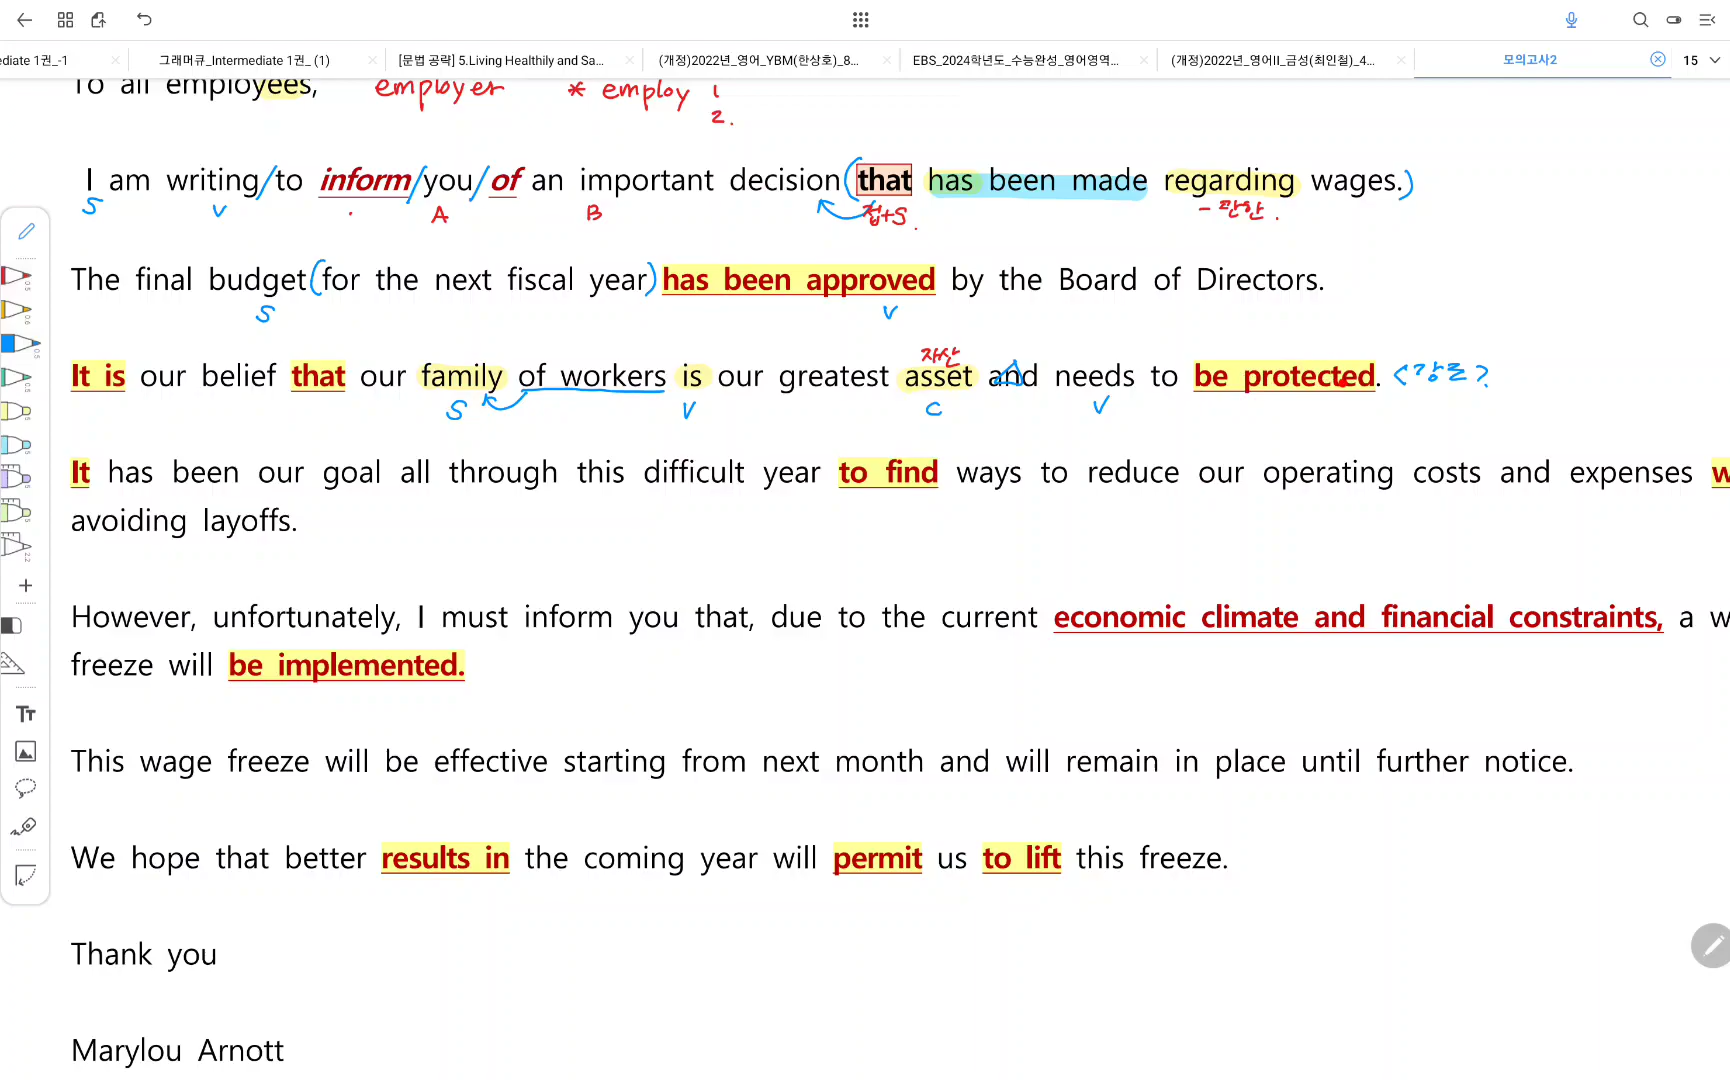 ediate 1권_-1 그래머큐_Intermediate 1권_ (1) [문법 공략] 5.Living Healthily and Sa... (개정)2022년_영어_YBM(한상호)_8... EBS_2024학년도_수능완성_영어영역... (개정)2022년_영어II_금성(최인철)_4... 모의고사2 15
To all employees, employer * employ 1
2.
I am writing/to inform/you/of an important decision (that has been made regarding wages.)
S V A B 접+S. -관한.
The final budget (for the next fiscal year) has been approved by the Board of Directors.
S V
자산
It is our belief that our family of workers is our greatest asset and needs to be protected. <강조?
S V C V
It has been our goal all through this difficult year to find ways to reduce our operating costs and expenses w
avoiding layoffs.
However, unfortunately, I must inform you that, due to the current economic climate and financial constraints, a w
freeze will be implemented.
This wage freeze will be effective starting from next month and will remain in place until further notice.
We hope that better results in the coming year will permit us to lift this freeze.
Thank you
Marylou Arnott